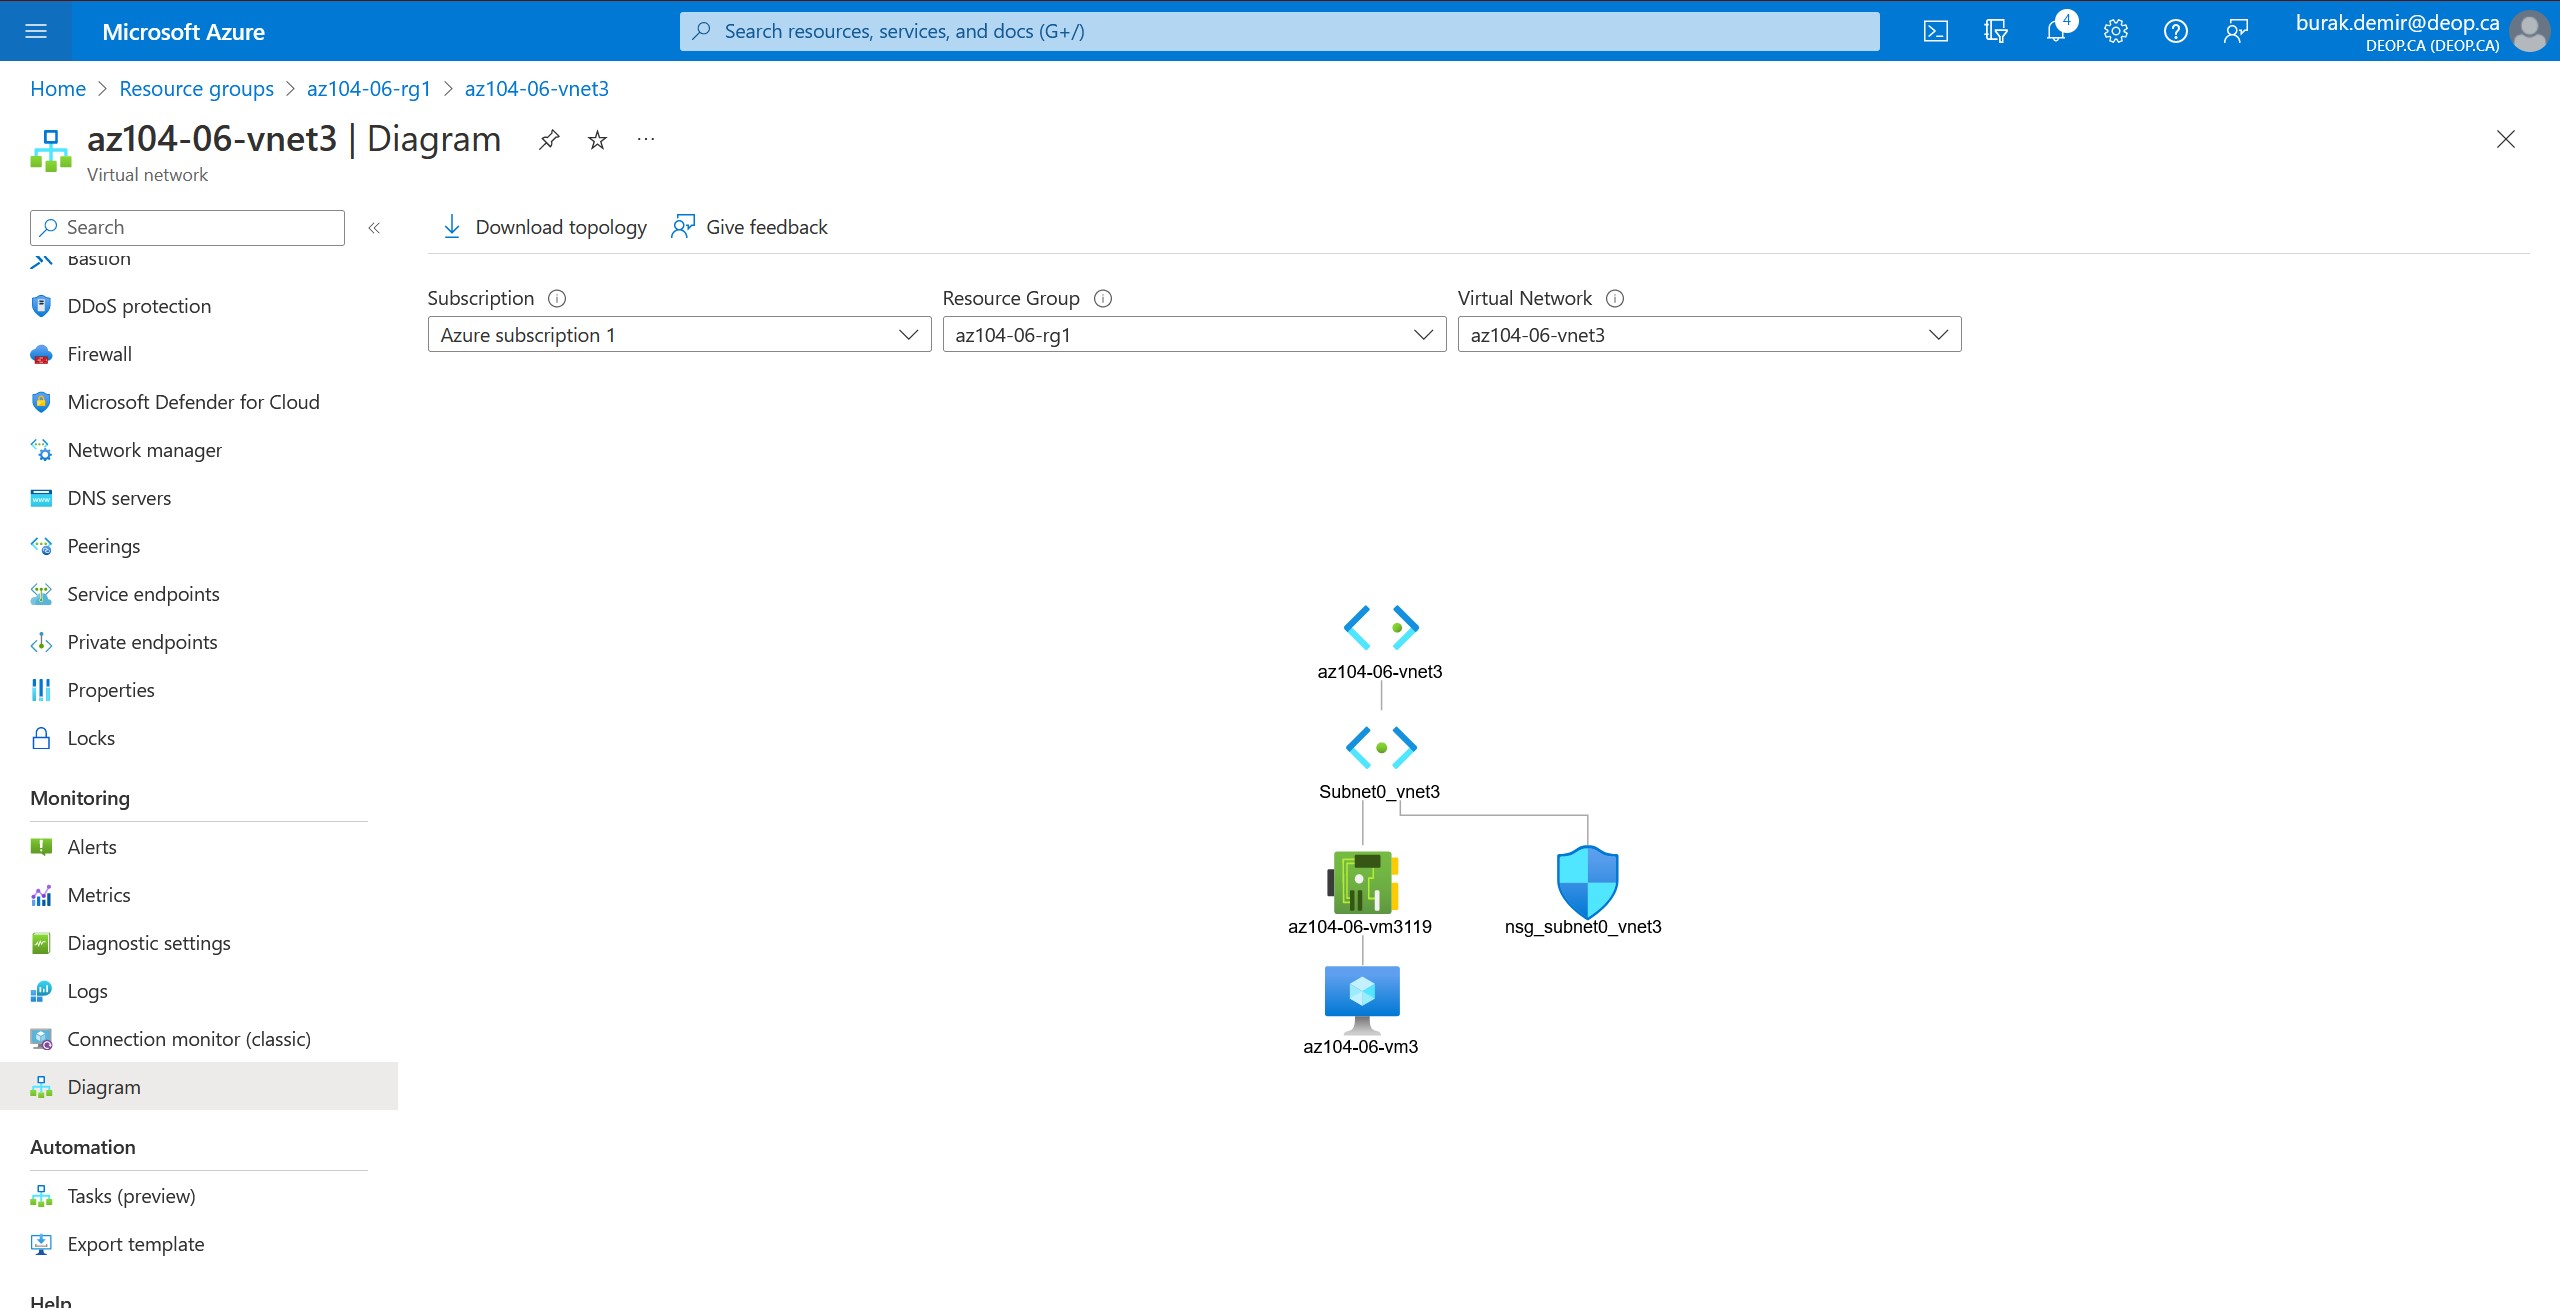 Microsoft Azure
Search resources, services, and docs (G+/)
4
burak.demir@deop.ca
DEOP.CA (DEOP.CA)
Home > Resource groups > az104-06-rg1 > az104-06-vnet3
az104-06-vnet3 | Diagram
Virtual network
Search
Bastion
DDoS protection
Firewall
Microsoft Defender for Cloud
Network manager
DNS servers
Peerings
Service endpoints
Private endpoints
Properties
Locks
Monitoring
Alerts
Metrics
Diagnostic settings
Logs
Connection monitor (classic)
Diagram
Automation
Tasks (preview)
Export template
Help
Download topology
Give feedback
Subscription
Azure subscription 1
Resource Group
az104-06-rg1
Virtual Network
az104-06-vnet3
az104-06-vnet3
Subnet0_vnet3
az104-06-vm3119
nsg_subnet0_vnet3
az104-06-vm3